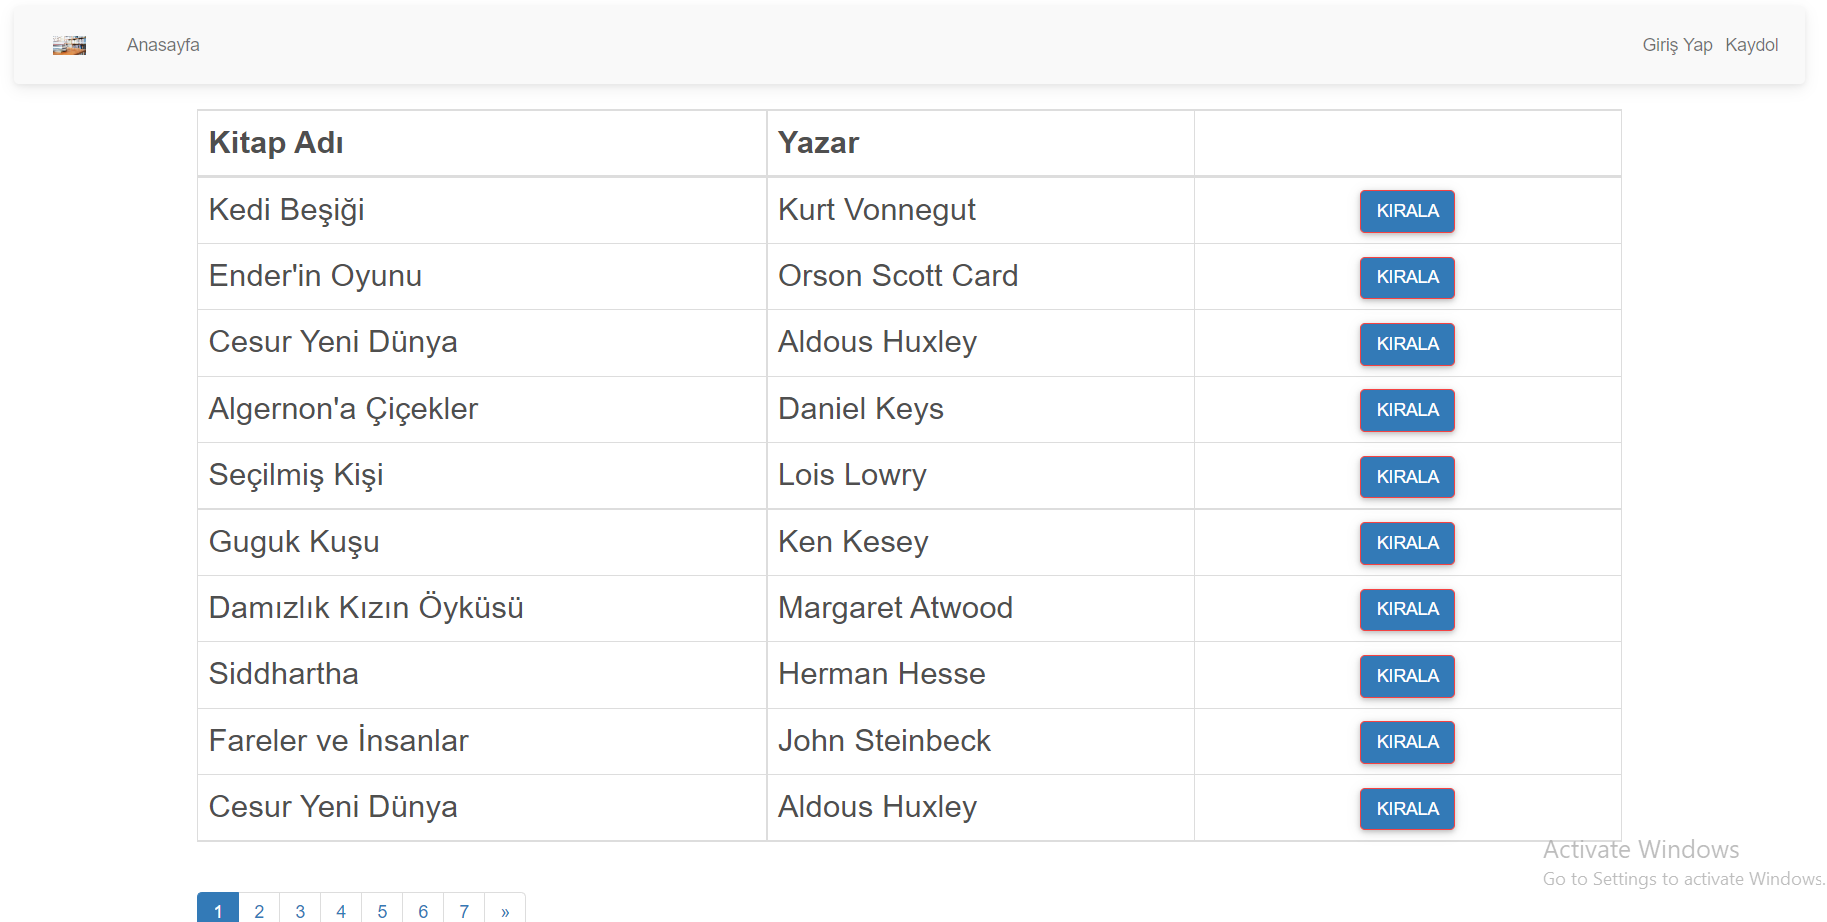 Anasayfa Giriş Yap Kaydol
Kitap Adı Yazar
Kedi Beşiği Kurt Vonnegut KIRALA
Ender'in Oyunu Orson Scott Card KIRALA
Cesur Yeni Dünya Aldous Huxley KIRALA
Algernon'a Çiçekler Daniel Keys KIRALA
Seçilmiş Kişi Lois Lowry KIRALA
Guguk Kuşu Ken Kesey KIRALA
Damızlık Kızın Öyküsü Margaret Atwood KIRALA
Siddhartha Herman Hesse KIRALA
Fareler ve İnsanlar John Steinbeck KIRALA
Cesur Yeni Dünya Aldous Huxley KIRALA
Activate Windows
Go to Settings to activate Windows.
1 2 3 4 5 6 7 »